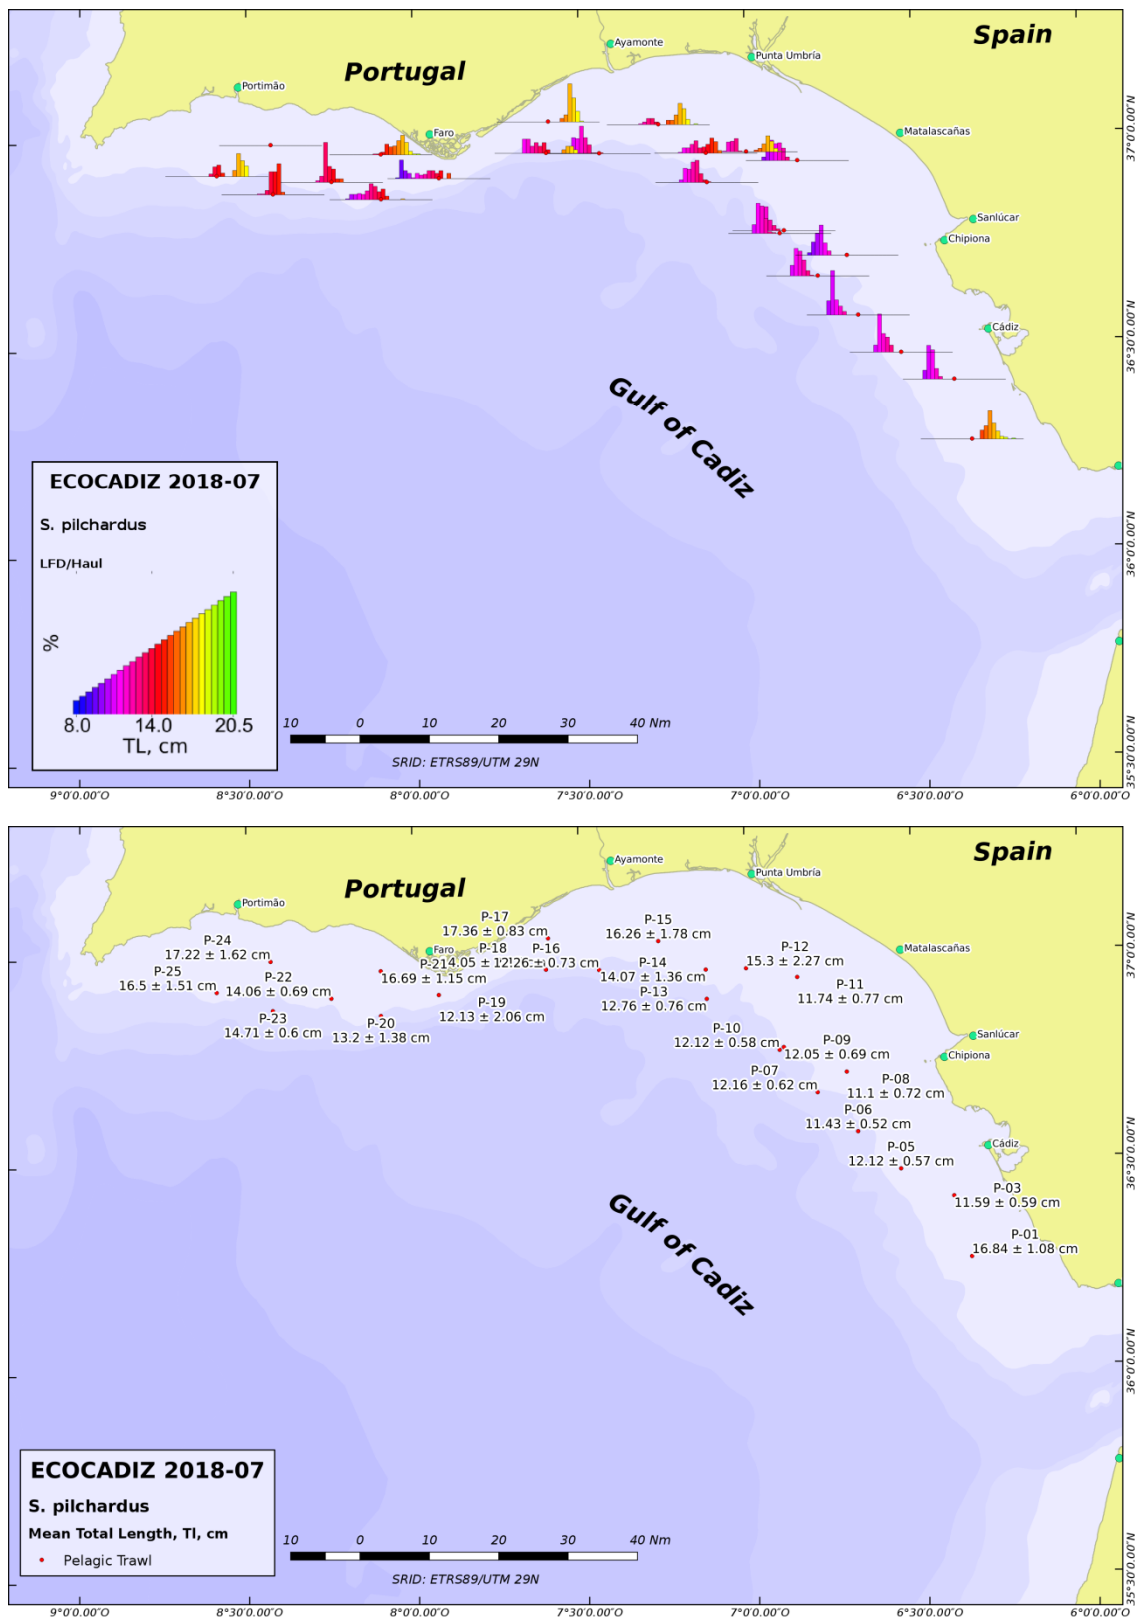 Spain
Ayamonte
Punta Umbría
Portugal
Portimão
Faro
Matalascañas
37°0'0.00"N
Sanlúcar
Chipiona
Cádiz
36°30'0.00"N
Gulf of Cadiz
ECOCADIZ 2018-07
S. pilchardus
LFD/Haul
%
8.0 14.0 20.5
TL, cm
36°0'0.00"N
10 0 10 20 30 40 Nm
SRID: ETRS89/UTM 29N
35°30'0.00"N
9°0'0.00"O 8°30'0.00"O 8°0'0.00"O 7°30'0.00"O 7°0'0.00"O 6°30'0.00"O 6°0'0.00"O
Spain
Ayamonte
Punta Umbría
Portugal
Portimão
Faro
Matalascañas
37°0'0.00"N
P-17
17.36 ± 0.83 cm
P-15
16.26 ± 1.78 cm
P-24
17.22 ± 1.62 cm
P-18
P-16
P-12
15.3 ± 2.27 cm
P-25
16.5 ± 1.51 cm
P-22
14.06 ± 0.69 cm
P-21
16.69 ± 1.15 cm
P-14
14.07 ± 1.36 cm
P-11
11.74 ± 0.77 cm
P-13
12.76 ± 0.76 cm
P-19
12.13 ± 2.06 cm
P-23
14.71 ± 0.6 cm
P-20
13.2 ± 1.38 cm
P-10
12.12 ± 0.58 cm
P-09
12.05 ± 0.69 cm
Sanlúcar
Chipiona
P-07
12.16 ± 0.62 cm
P-08
11.1 ± 0.72 cm
P-06
11.43 ± 0.52 cm
P-05
12.12 ± 0.57 cm
Cádiz
36°30'0.00"N
P-03
11.59 ± 0.59 cm
P-01
16.84 ± 1.08 cm
Gulf of Cadiz
36°0'0.00"N
ECOCADIZ 2018-07
S. pilchardus
Mean Total Length, Tl, cm
Pelagic Trawl
10 0 10 20 30 40 Nm
SRID: ETRS89/UTM 29N
35°30'0.00"N
9°0'0.00"O 8°30'0.00"O 8°0'0.00"O 7°30'0.00"O 7°0'0.00"O 6°30'0.00"O 6°0'0.00"O